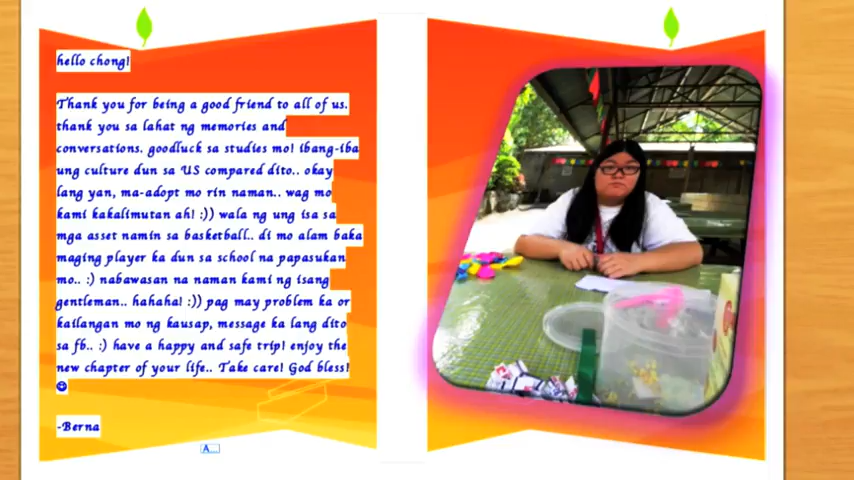 hello chong!
Thank you for being a good friend to all of us.
thank you sa lahat ng memories and
conversations. goodluck sa studies mo! ibang-iba
ung culture dun sa US compared dito.. okay
lang yan, ma-adopt mo rin naman.. wag mo
kami kakalimutan ah! :)) wala ng ung isa sa
mga asset namin sa basketball.. di mo alam baka
maging player ka dun sa school na papasukan
mo.. :) nabawasan na naman kami ng isang
gentleman.. hahaha! :)) pag may problem ka or
kailangan mo ng kausap, message ka lang dito
sa fb.. :) have a happy and safe trip! enjoy the
new chapter of your life.. Take care! God bless!
☺
-Berna
A...